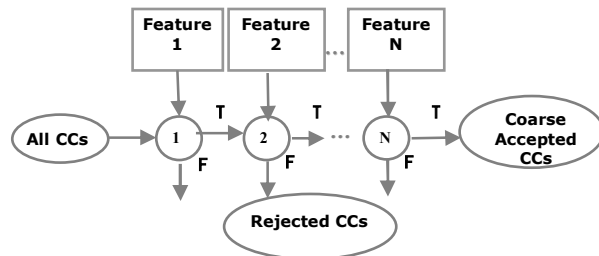 Feature
1
Feature
2
...
Feature
N
All CCs
1
T
2
T
...
N
T
Coarse
Accepted
CCs
F
F
F
Rejected CCs